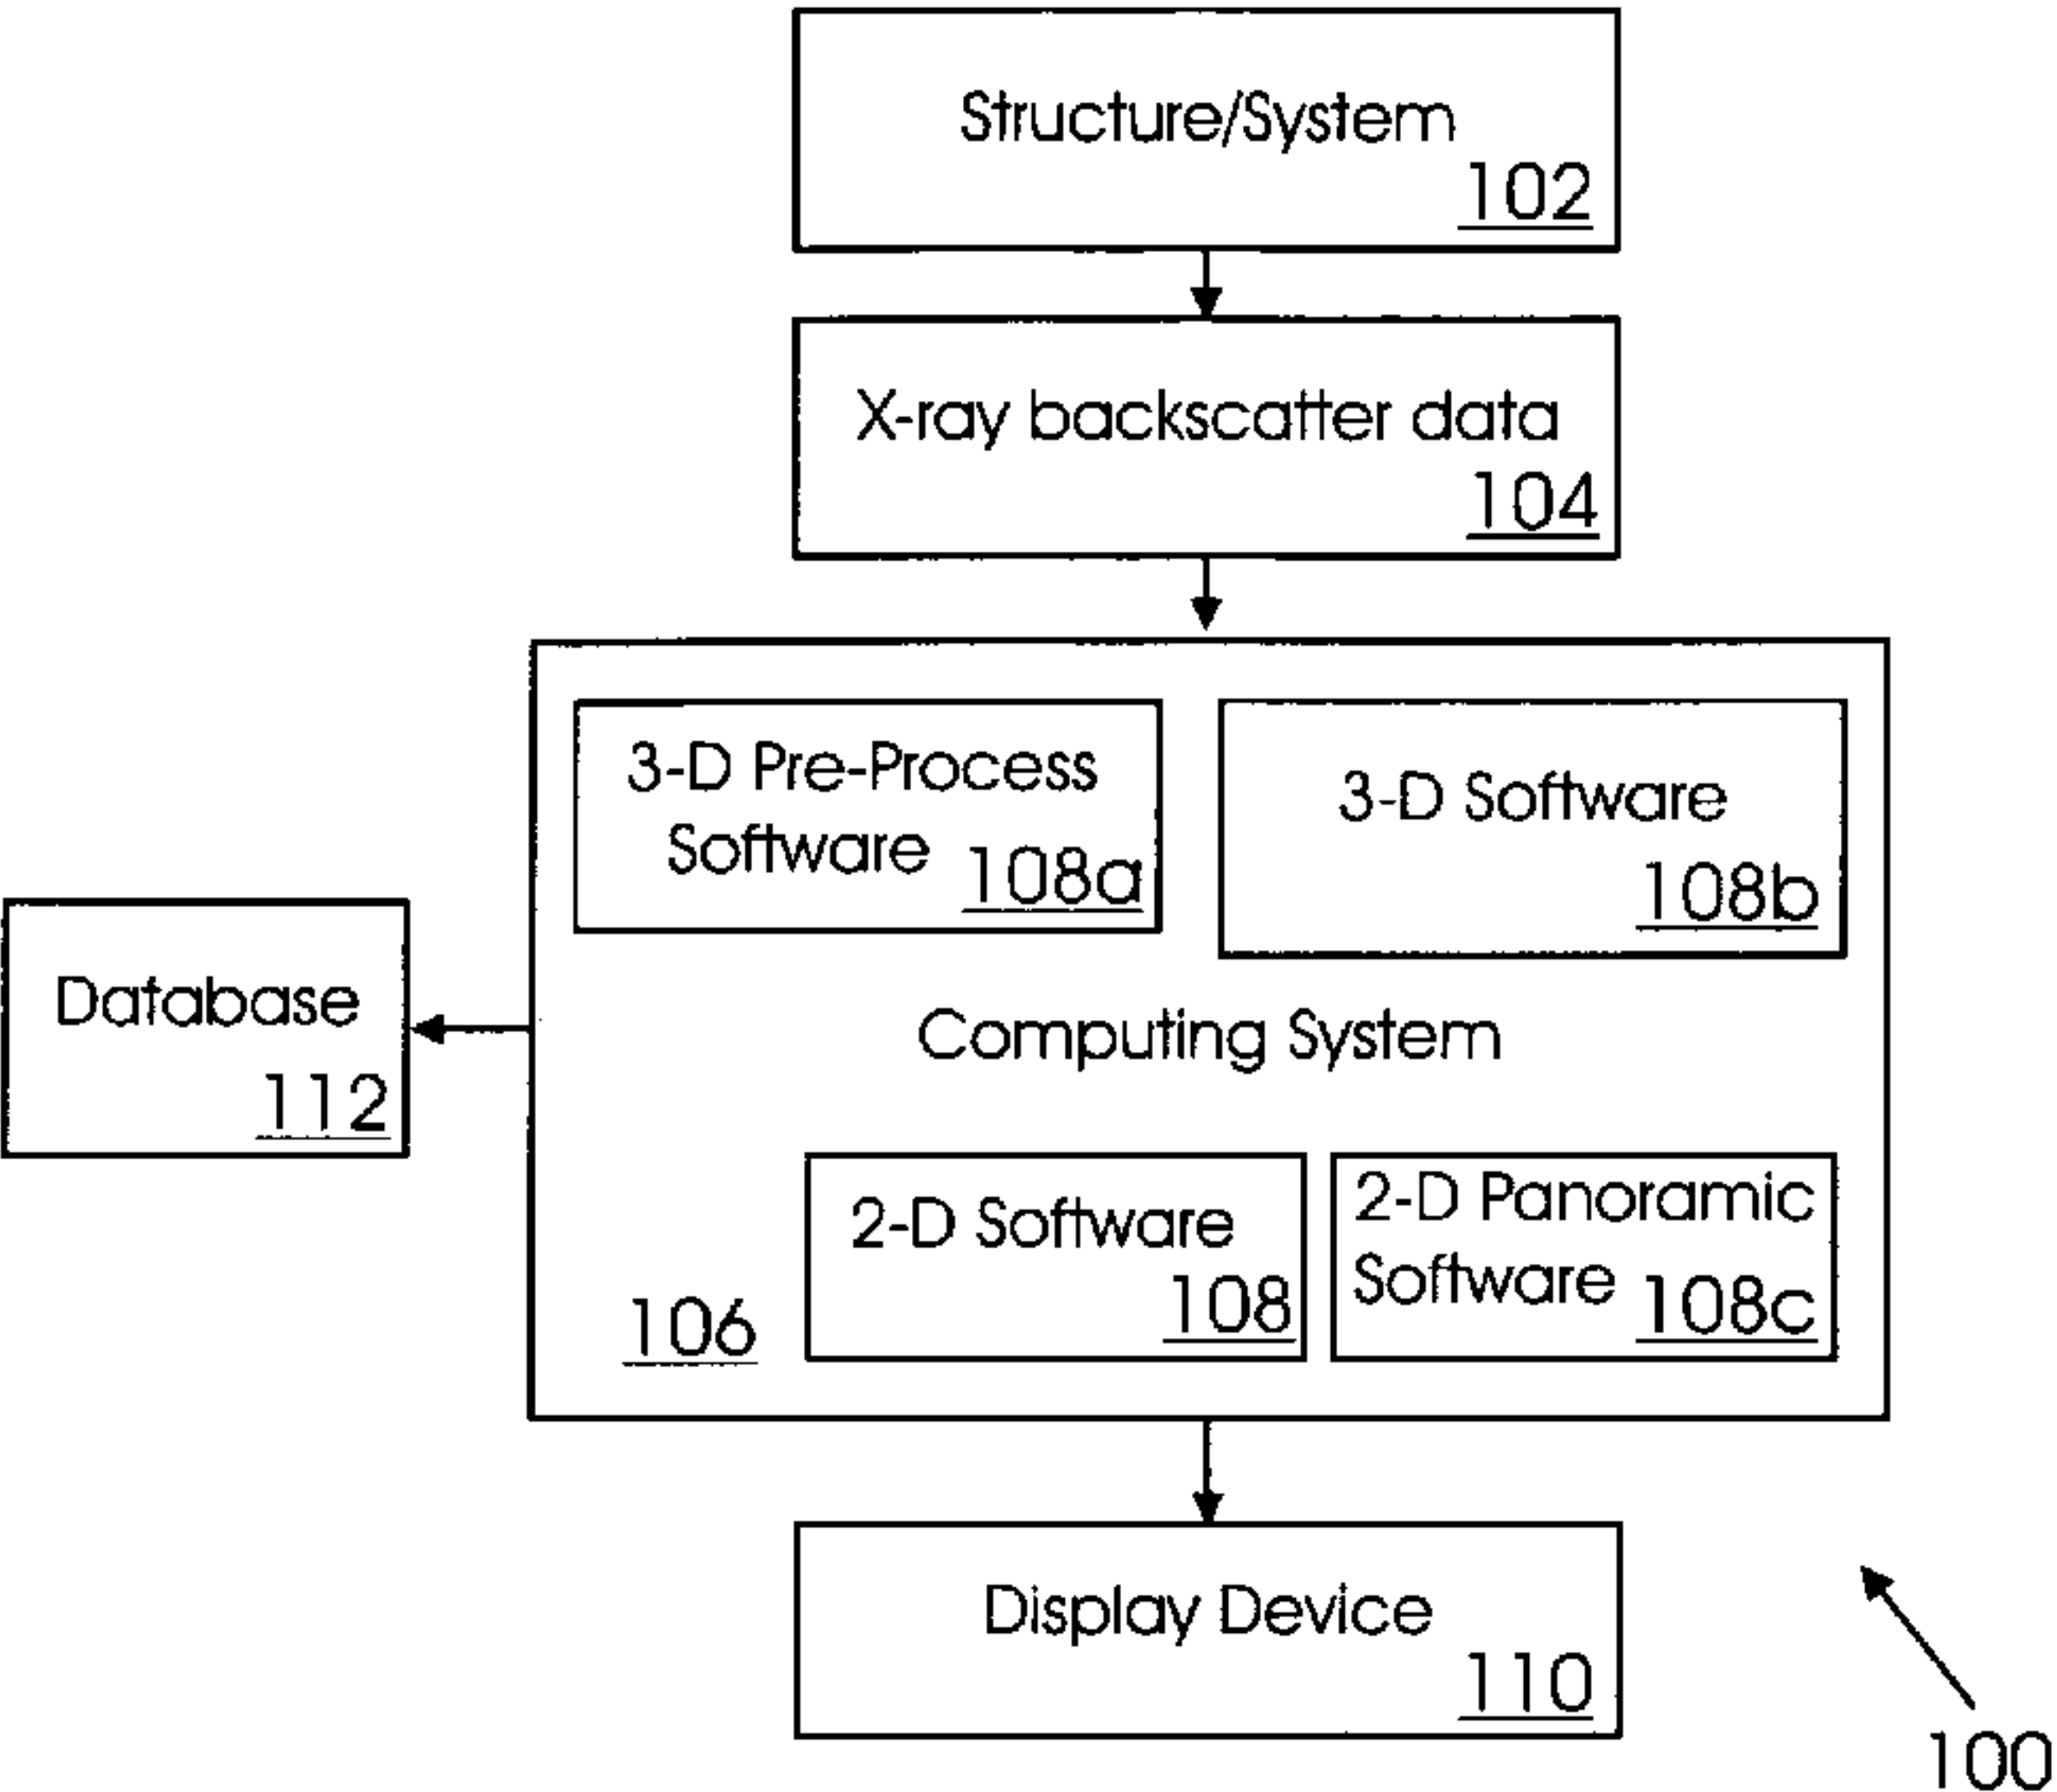 Structure/System
102
X-ray backscatter data
104
3-D Pre-Process
Software 108a
3-D Software
108b
Database
112
Computing System
2-D Software
108
2-D Panoramic
Software 108c
106
Display Device
110
100